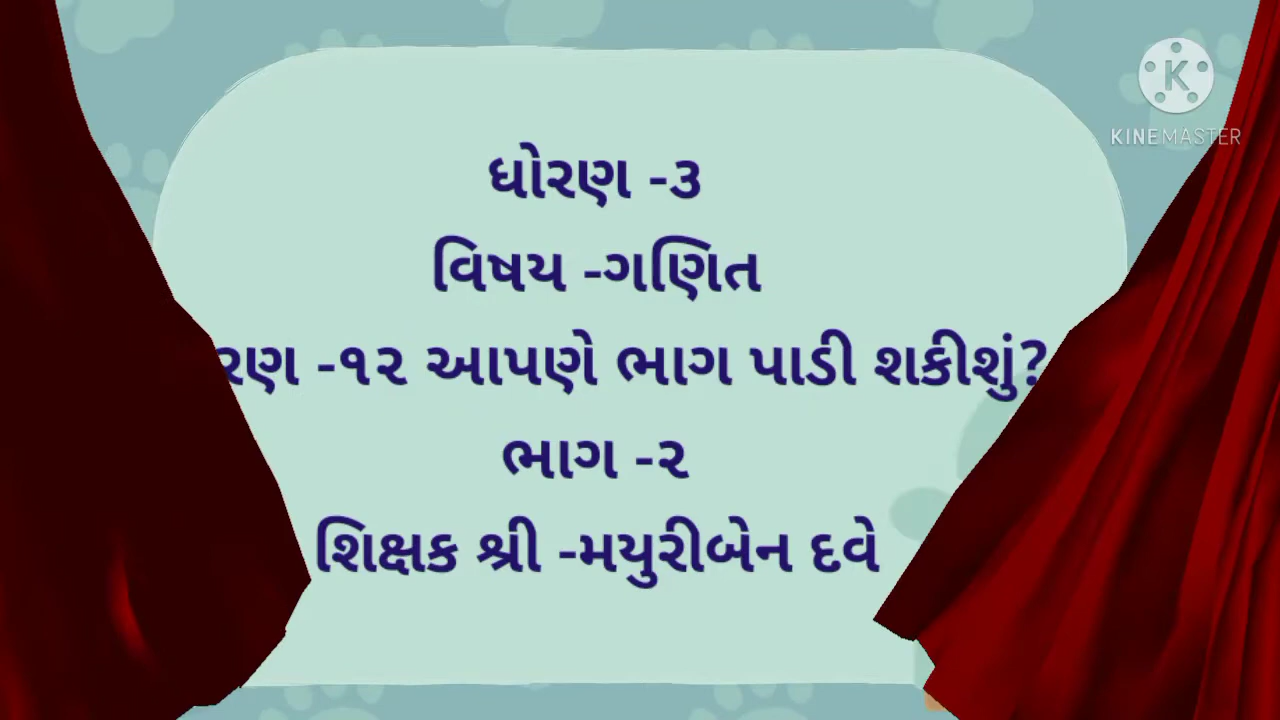 ધોરણ -૩
વિષય -ગણિત
રણ -૧૨ આપણે ભાગ પાડી શકીશું?
ભાગ -૨
શિક્ષક શ્રી -મયુરીબેન દવે
K
KINEMASTER